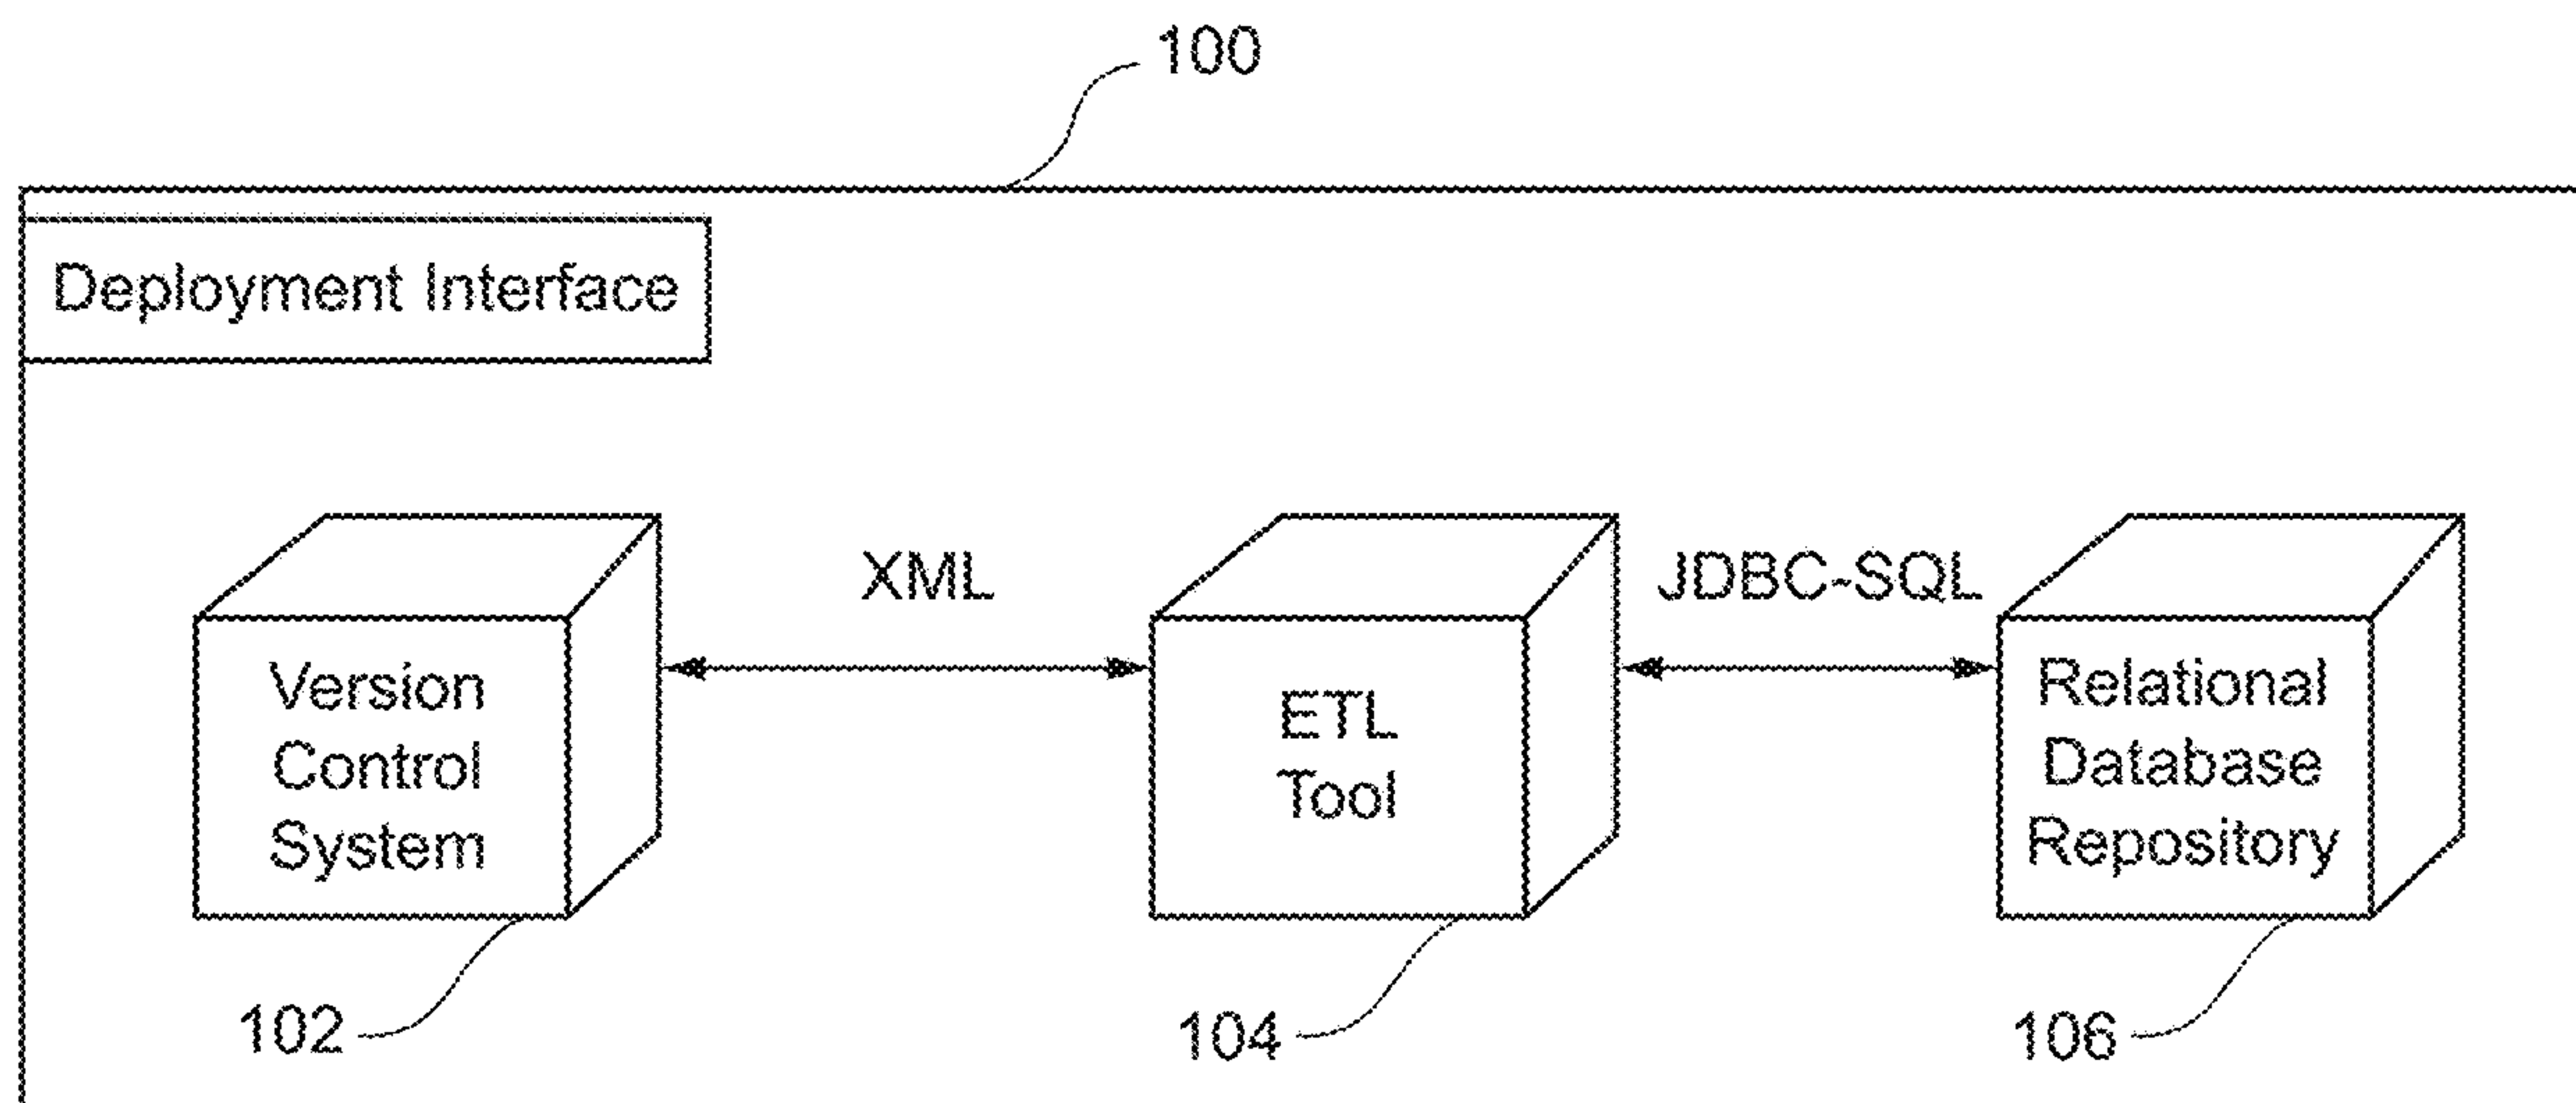 100
Deployment Interface
XML
JDBC-SQL
Version
Control
System
ETL
Tool
Relational
Database
Repository
102
104
106